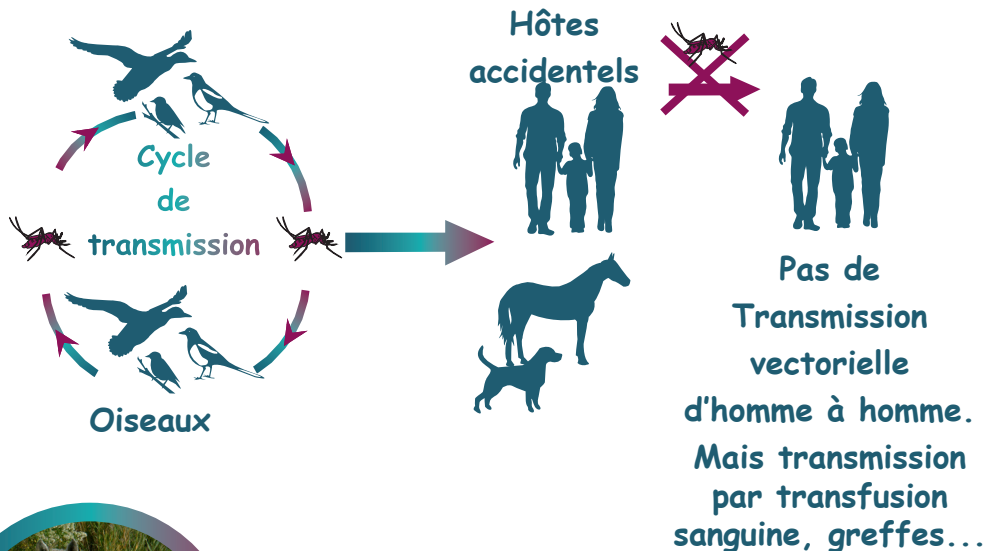 Hôtes
accidentels
Cycle
de
transmission
Oiseaux
Pas de
Transmission
vectorielle
d'homme à homme.
Mais transmission
par transfusion
sanguine, greffes...